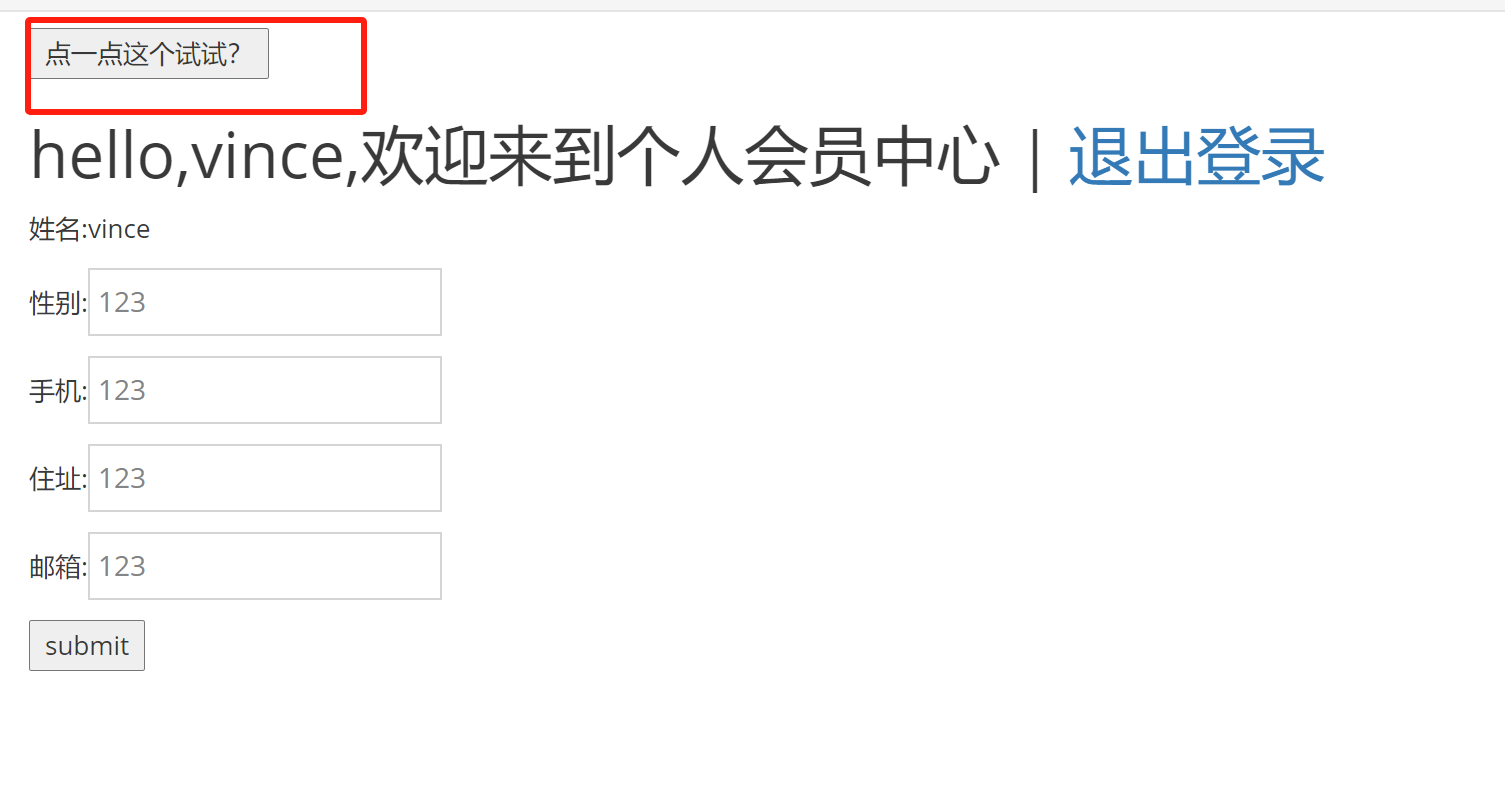 点一点这个试试？
hello,vince,欢迎来到个人会员中心 | 退出登录
姓名:vince
性别:123
手机:123
住址:123
邮箱:123
submit